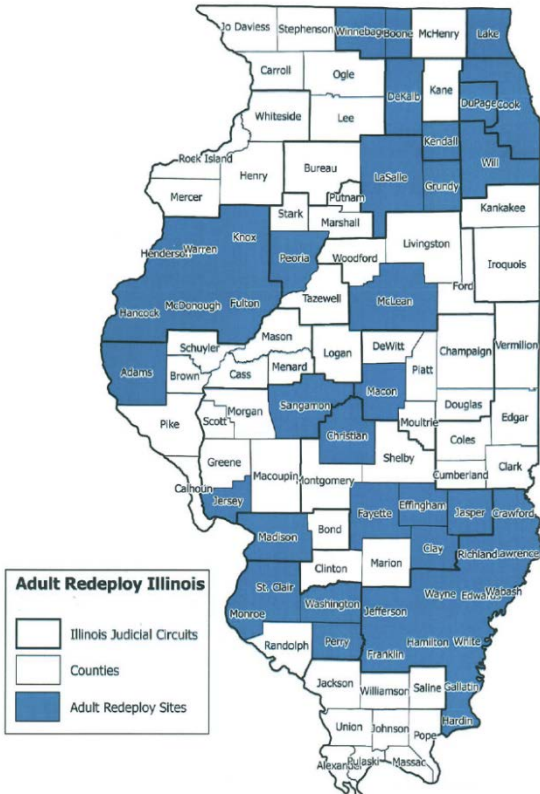 Jo Daviess
Stephenson
Winnebago
Boone
McHenry
Lake
Carroll
Ogle
DeKalb
Kane
DuPage
Cook
Whiteside
Lee
Kendall
Will
Rock Island
Henry
Bureau
LaSalle
Grundy
Mercer
Putnam
Kankakee
Stark
Marshall
Knox
Warren
Henderson
Peoria
Woodford
Livingston
Iroquois
Ford
Hancock
McDonough
Fulton
Tazewell
McLean
Schuyler
Mason
Logan
DeWitt
Champaign
Vermilion
Adams
Brown
Cass
Menard
Piatt
Macon
Douglas
Edgar
Pike
Scott
Morgan
Sangamon
Christian
Moultrie
Coles
Greene
Shelby
Cumberland
Clark
Calhoun
Jersey
Macoupin
Montgomery
Fayette
Effingham
Jasper
Crawford
Madison
Bond
Clay
Richland
Lawrence
Clinton
Marion
St. Clair
Washington
Wayne
Edwards
Wabash
Monroe
Jefferson
Randolph
Perry
Franklin
Hamilton
White
Jackson
Williamson
Saline
Gallatin
Hardin
Union
Johnson
Pope
Alexander
Pulaski
Massac
Adult Redeploy Illinois
Illinois Judicial Circuits
Counties
Adult Redeploy Sites